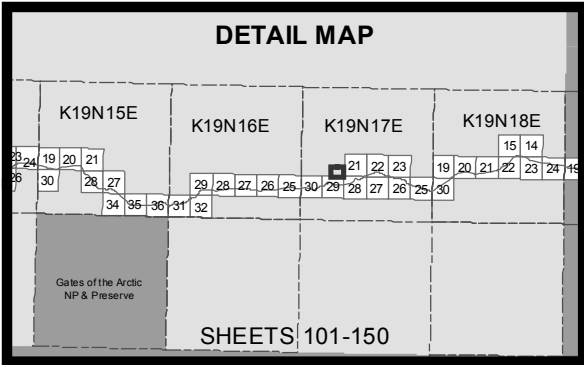 DETAIL MAP
K19N15E
K19N16E
K19N17E
K19N18E
15 14
23 24 19 20 21
21 22 23
19 20 21 22 23 24 19
26 30 28 27
29 28 27 26 25 30 29 28 27 26 25 30
34 35 36 31 32
Gates of the Arctic
NP & Preserve
SHEETS 101-150